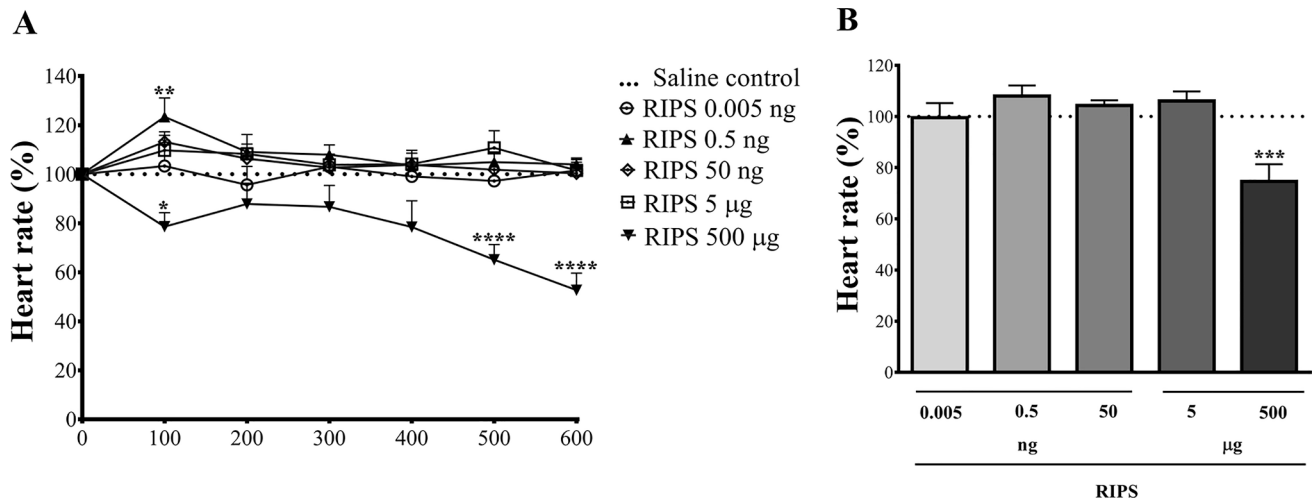 A
Heart rate (%)
140
120
100
80
60
40
20
0
0 100 200 300 400 500 600
**
*
****
****
Saline control
RIPS 0.005 ng
RIPS 0.5 ng
RIPS 50 ng
RIPS 5 μg
RIPS 500 μg
B
Heart rate (%)
120
100
80
60
40
20
0
***
0.005 0.5 50 5 500
ng μg
RIPS